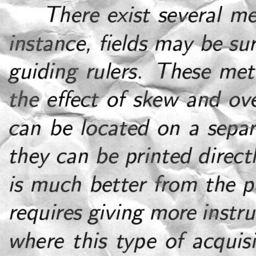 There exist several me
instance, fields may be sur
guiding rulers. These met
the effect of skew and ove
can be located on a separ
they can be printed directl
is much better from the p
requires giving more instru
where this type of acquisi